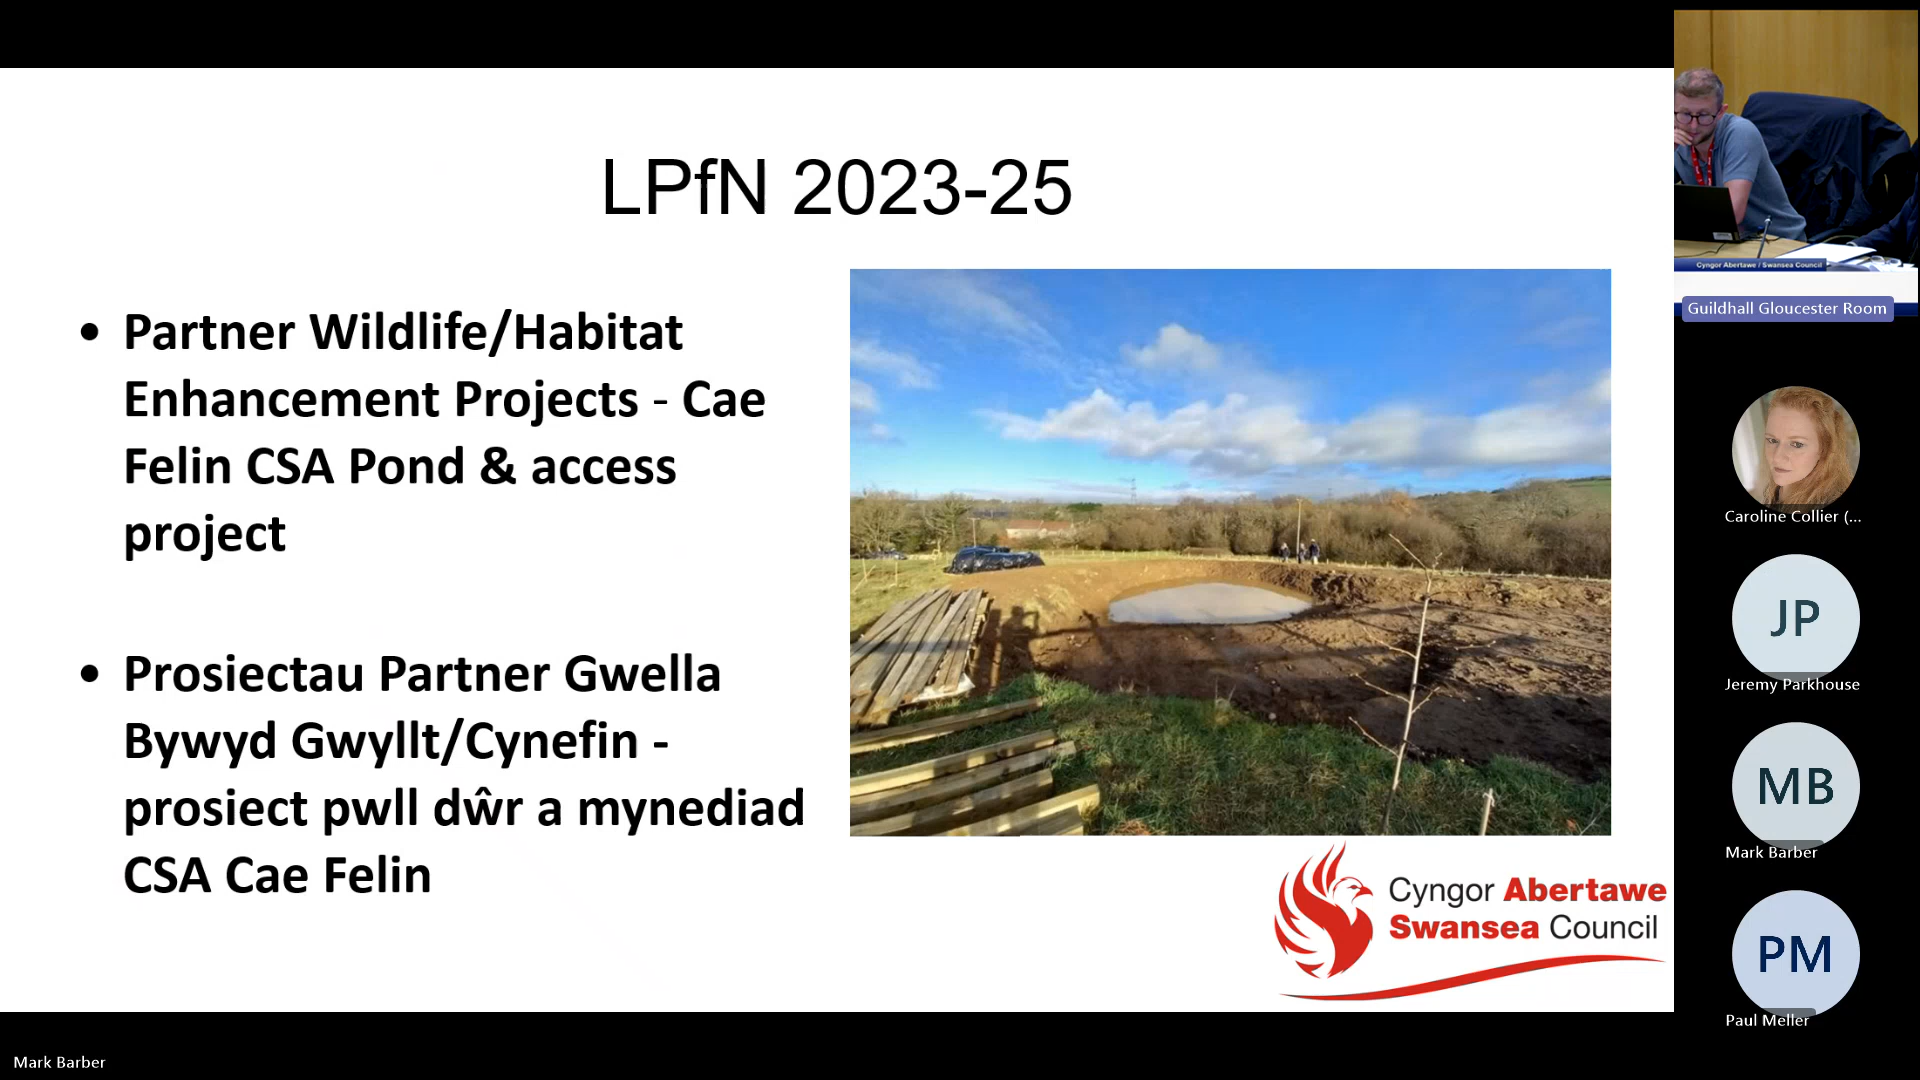 LPfN 2023-25
• Partner Wildlife/Habitat
Enhancement Projects - Cae
Felin CSA Pond & access
project
• Prosiectau Partner Gwella
Bywyd Gwyllt/Cynefin -
prosiect pwll dŵr a mynediad
CSA Cae Felin
Cyngor Abertawe
Swansea Council
Cyngor Abertawe / Swansea Council
Guildhall Gloucester Room
Caroline Collier (...
JP
Jeremy Parkhouse
MB
Mark Barber
PM
Paul Meller
Mark Barber